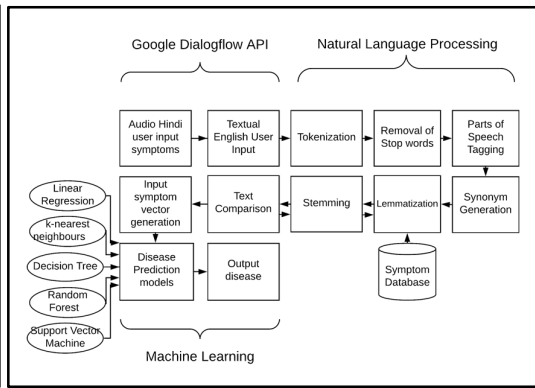 Google Dialogflow API
Natural Language Processing
Audio Hindi
user input
symptoms
Textual
English User
Input
Tokenization
Removal of
Stop words
Parts of
Speech
Tagging
Linear
Regression
k-nearest
neighbours
Decision Tree
Random
Forest
Support Vector
Machine
Input
symptom
vector
generation
Text
Comparison
Stemming
Lemmatization
Synonym
Generation
Disease
Prediction
models
Output
disease
Symptom
Database
Machine Learning